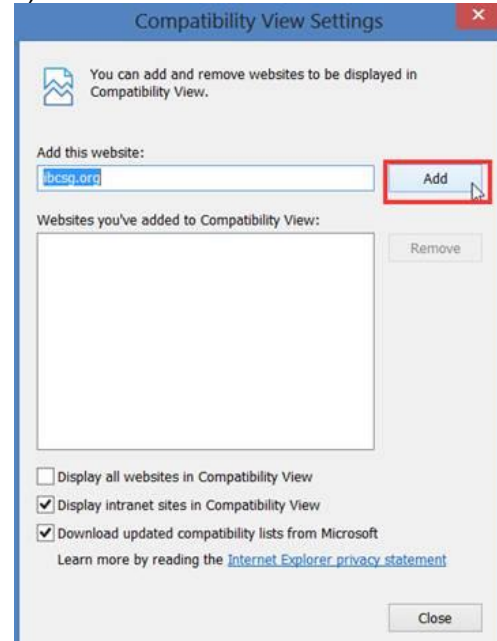 Compatibility View Settings
You can add and remove websites to be displayed in
Compatibility View.
Add this website:
ibcsg.org
Add
Websites you've added to Compatibility View:
Remove
Display all websites in Compatibility View
Display intranet sites in Compatibility View
Download updated compatibility lists from Microsoft
Learn more by reading the Internet Explorer privacy statement
Close